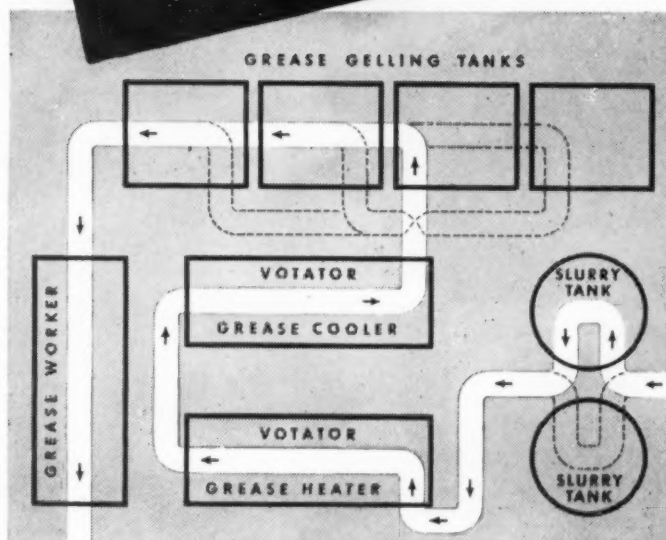 GREASE GELLING TANKS
VOTATOR
GREASE COOLER
SLURRY
TANK
GREASE WORKER
VOTATOR
GREASE HEATER
SLURRY
TANK